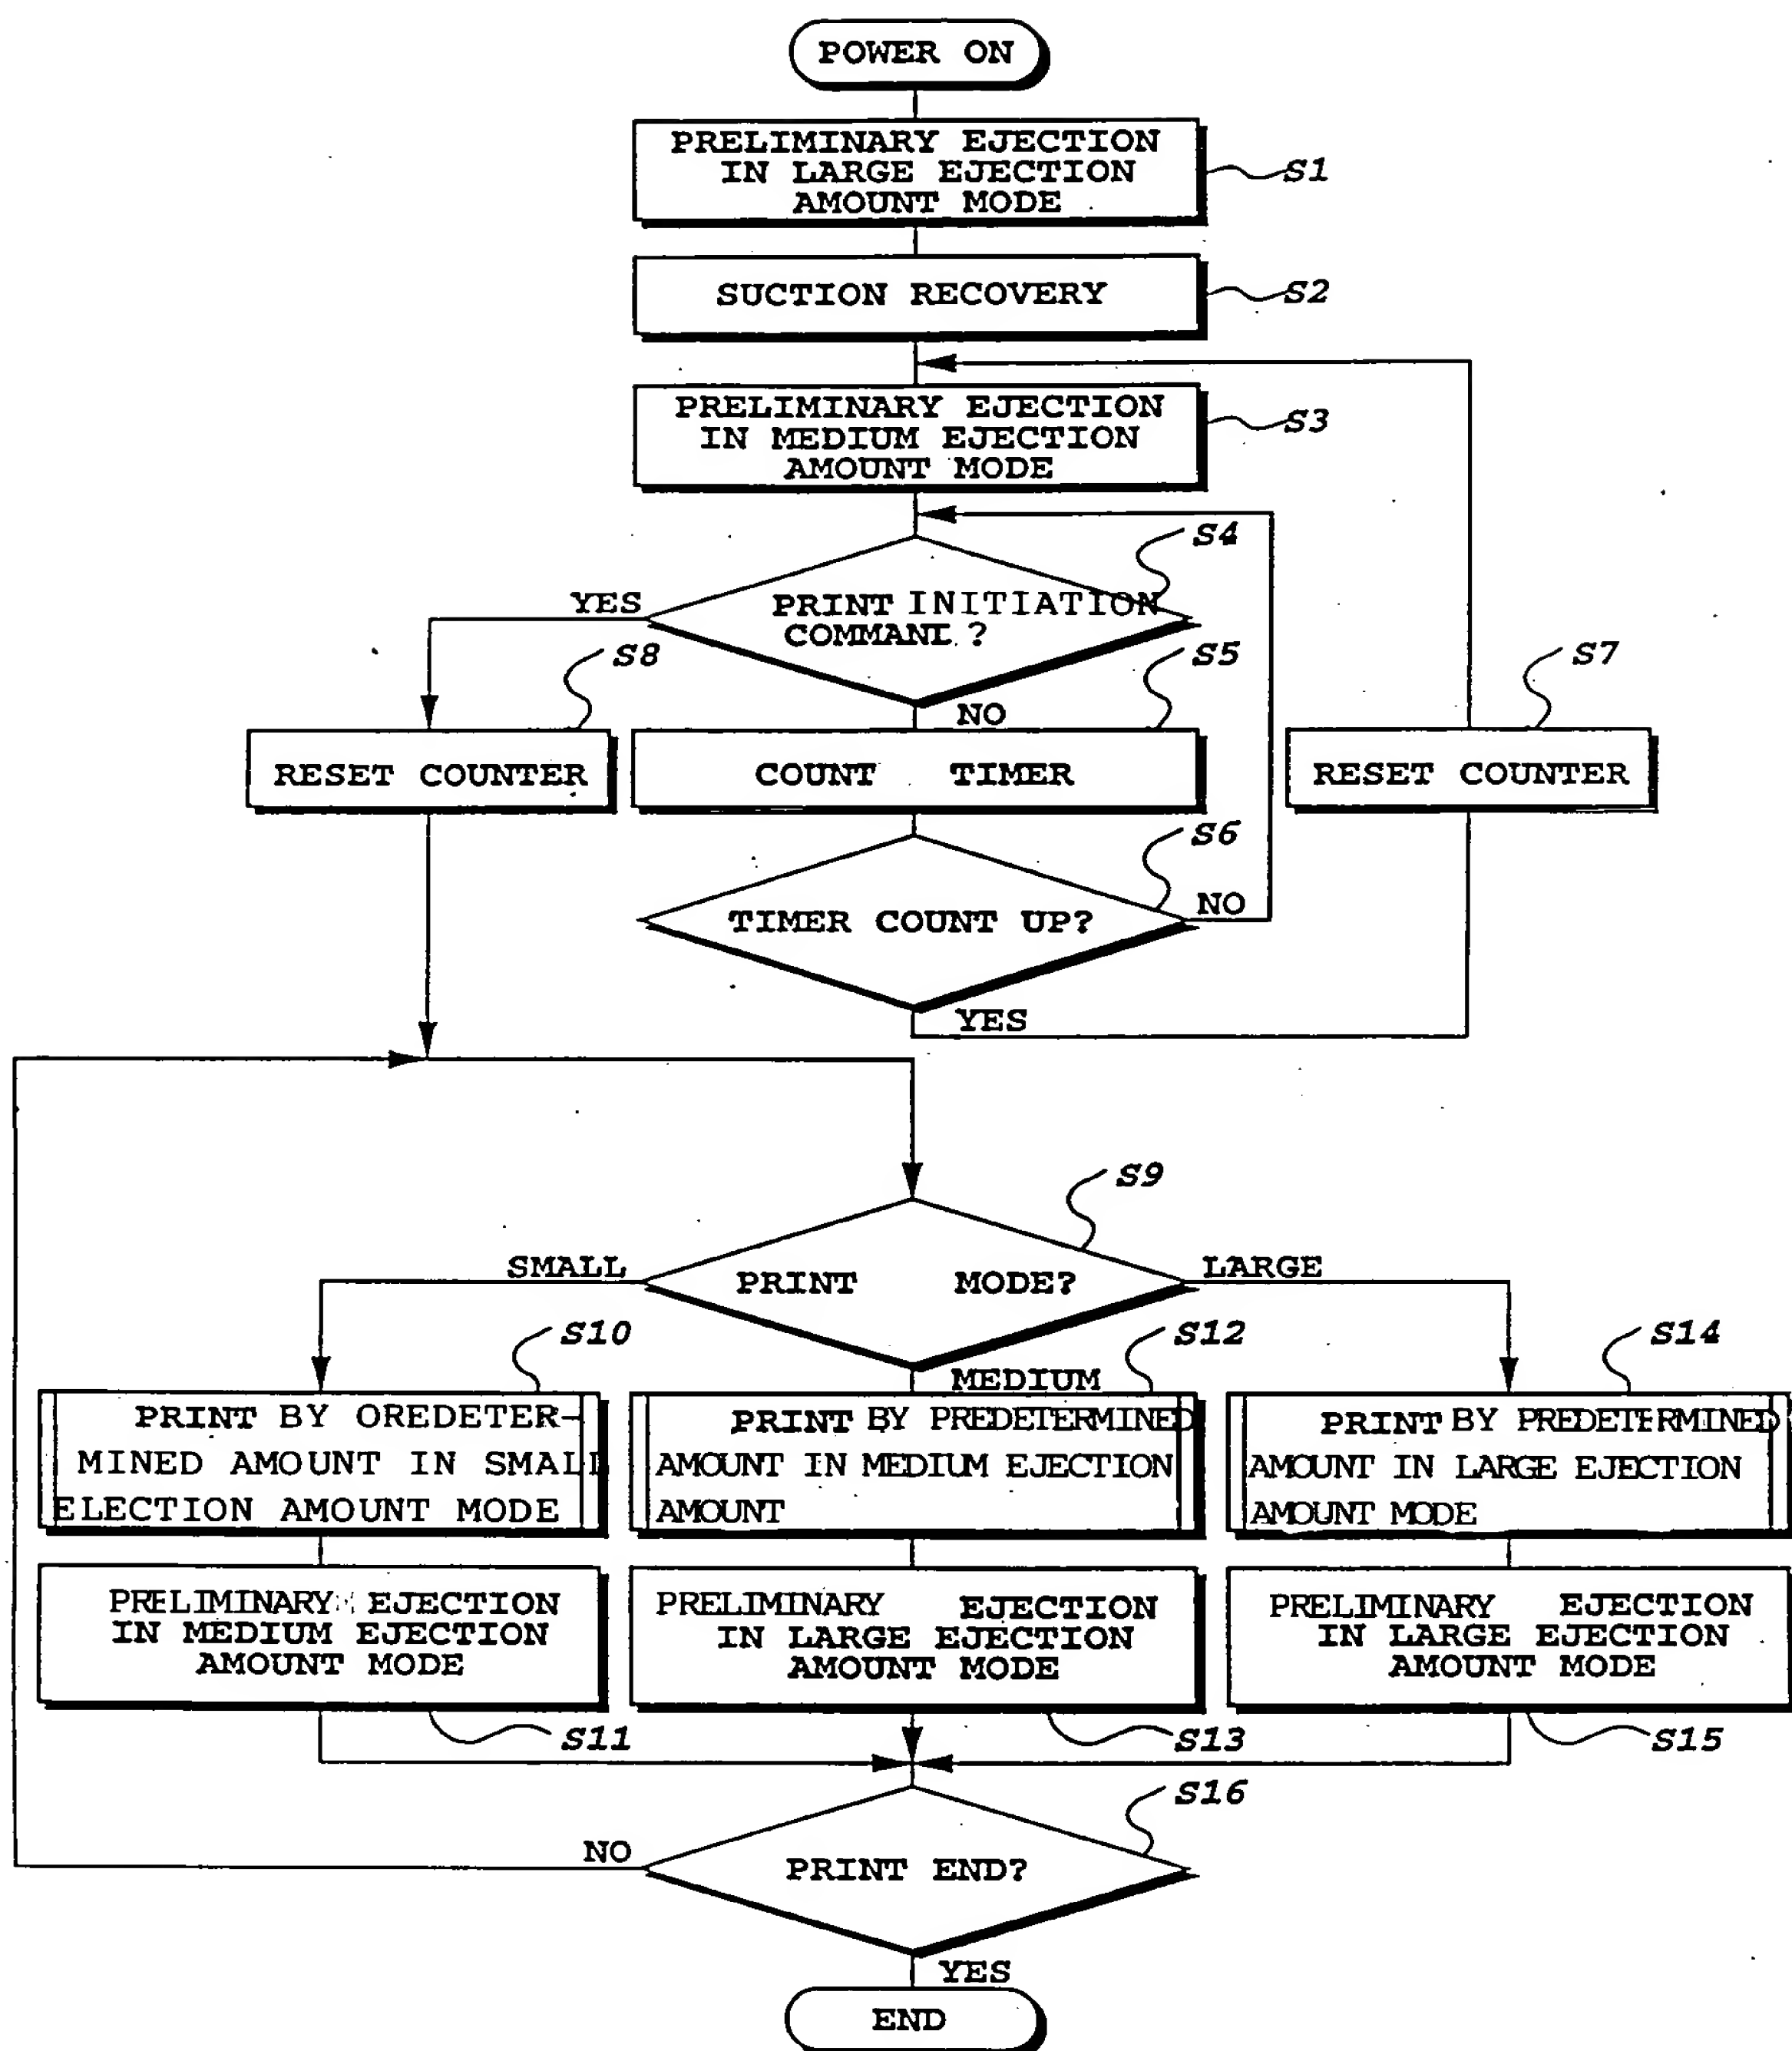 POWER ON
PRELIMINARY EJECTION
IN LARGE EJECTION
AMOUNT MODE
S1
SUCTION RECOVERY
S2
PRELIMINARY EJECTION
IN MEDIUM EJECTION
AMOUNT MODE
S3
S4
YES
PRINT INITIATION
COMMAND ?
S8
S5
S7
NO
RESET COUNTER
COUNT TIMER
RESET COUNTER
S6
TIMER COUNT UP?
NO
YES
S9
SMALL
PRINT MODE?
LARGE
S10
S12
S14
MEDIUM
PRINT BY OREDETER-
MINED AMOUNT IN SMALL
ELECTION AMOUNT MODE
PRINT BY PREDETERMINED
AMOUNT IN MEDIUM EJECTION
AMOUNT
PRINT BY PREDETERMINED
AMOUNT IN LARGE EJECTION
AMOUNT MODE
PRELIMINARY EJECTION
IN MEDIUM EJECTION
AMOUNT MODE
PRELIMINARY EJECTION
IN LARGE EJECTION
AMOUNT MODE
PRELIMINARY EJECTION
IN LARGE EJECTION
AMOUNT MODE
S11
S13
S15
S16
NO
PRINT END?
YES
END